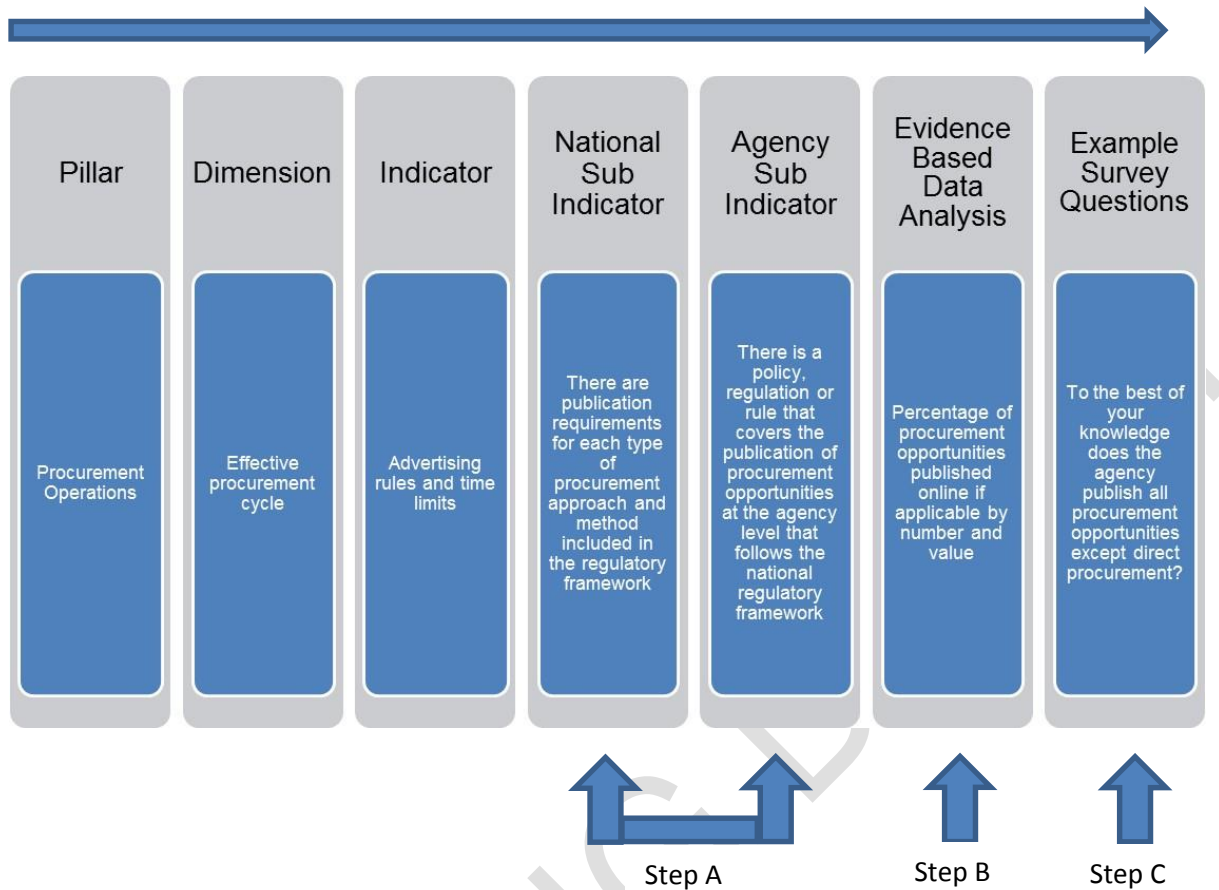 Pillar
Dimension
Indicator
National
Sub
Indicator
Agency
Sub
Indicator
Evidence
Based
Data
Analysis
Example
Survey
Questions
Procurement
Operations
Effective
procurement
cycle
Advertising
rules and time
limits
There are
publication
requirements
for each type
of
procurement
approach and
method
included in
the regulatory
framework
There is a
policy,
regulation or
rule that
covers the
publication of
procurement
opportunities
at the agency
level that
follows the
national
regulatory
framework
Percentage of
procurement
opportunities
published
online if
applicable by
number and
value
To the best of
your
knowledge
does the
agency
publish all
procurement
opportunities
except direct
procurement?
Step A
Step B
Step C